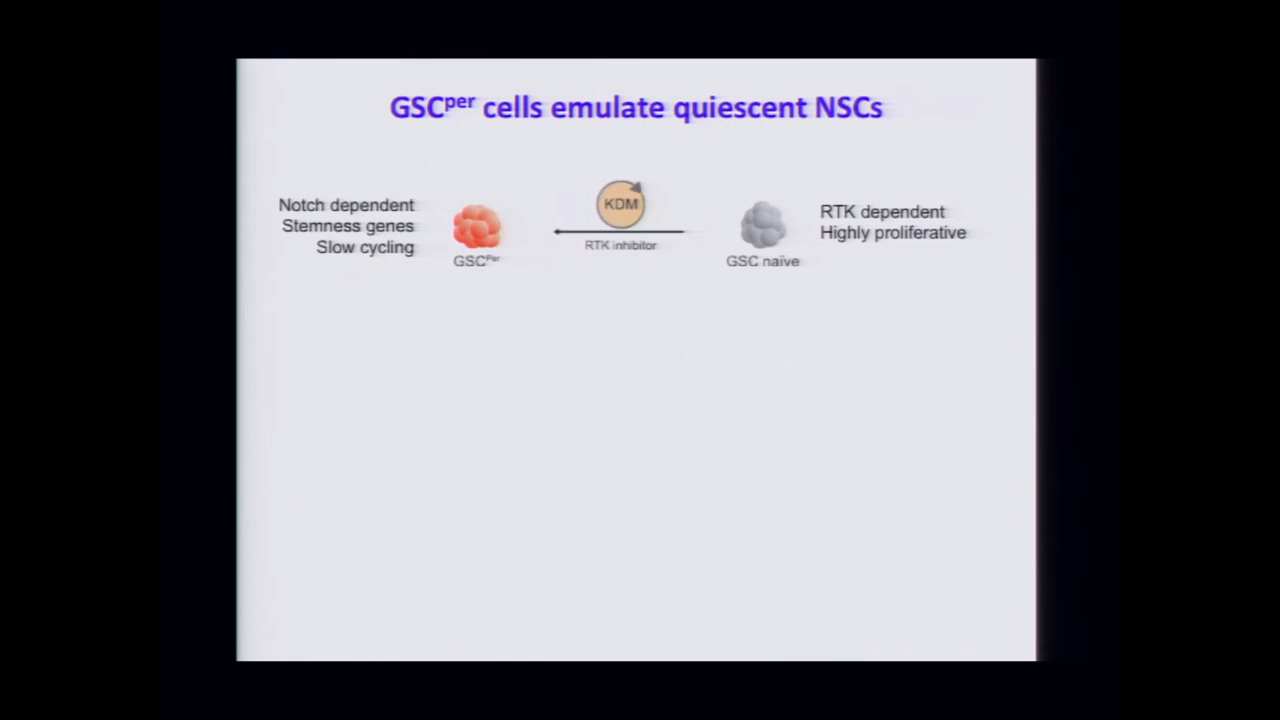 GSCper cells emulate quiescent NSCs
Notch dependent
Stemness genes
Slow cycling
GSCPer
KDM
RTK inhibitor
GSC naïve
RTK dependent
Highly proliferative